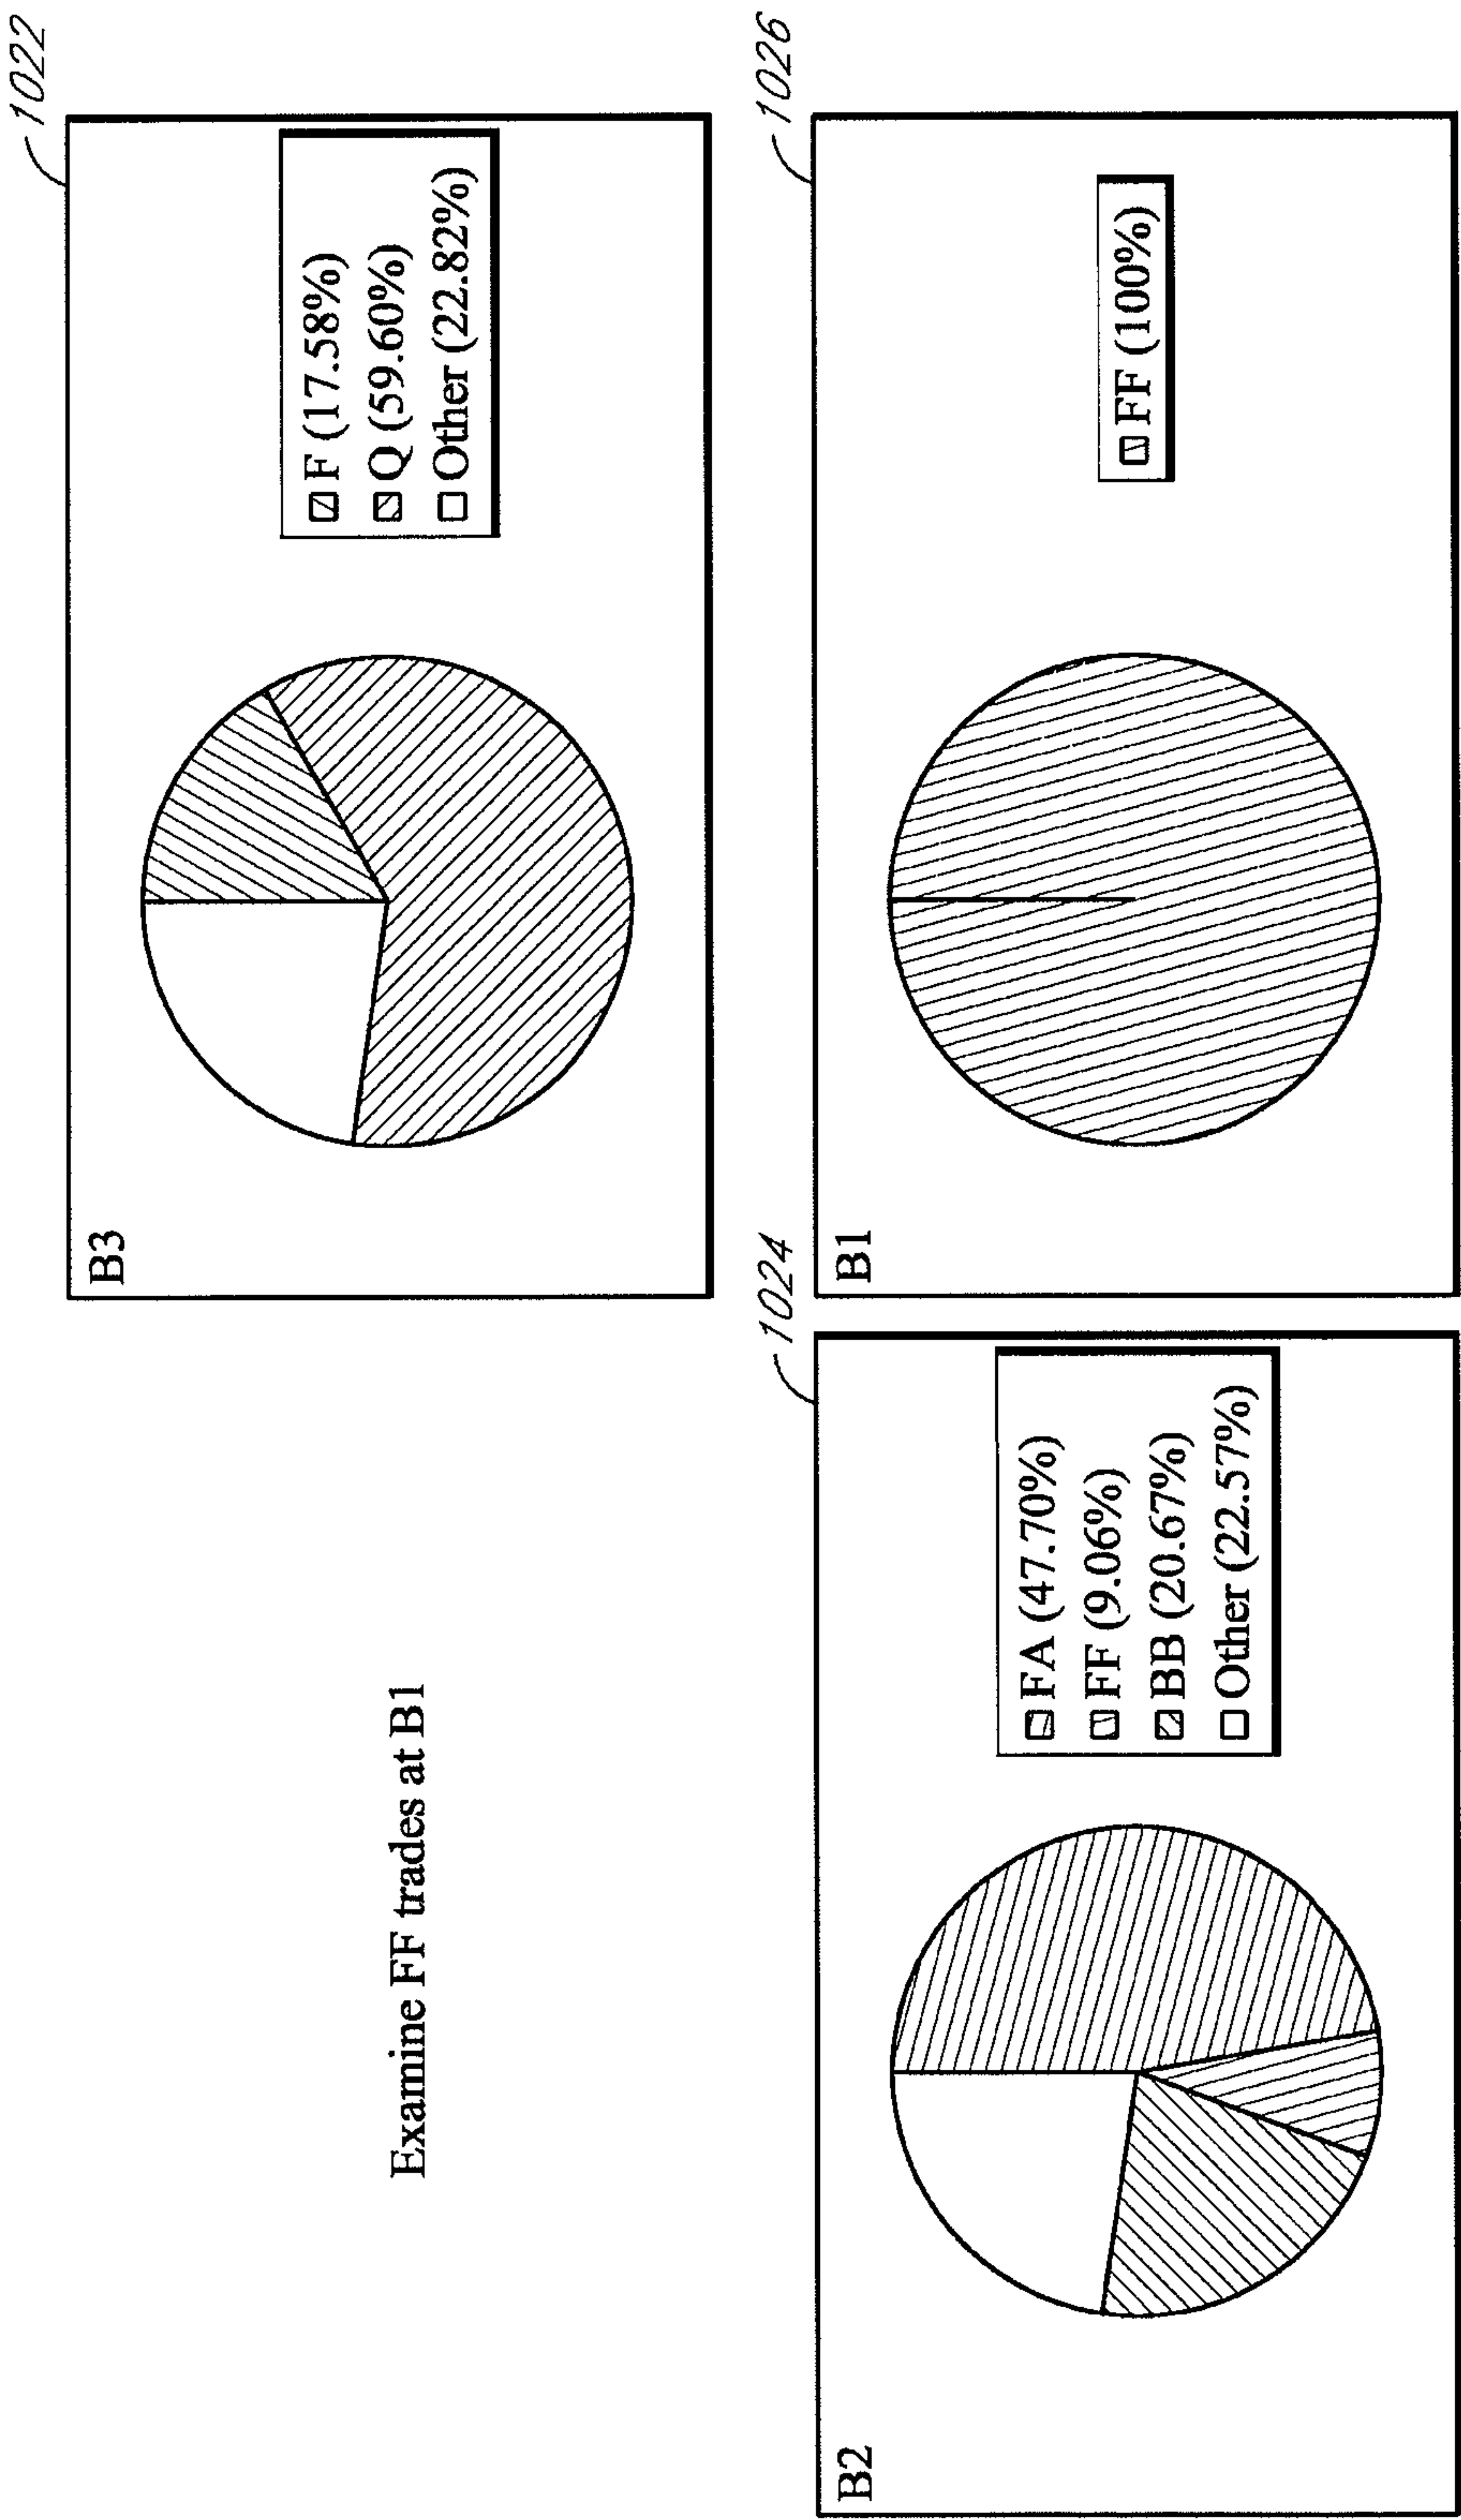 Examine FF trades at B1
1022
B3
F (17.58%)
Q (59.60%)
Other (22.82%)
1024
B2
FA (47.70%)
FF (9.06%)
BB (20.67%)
Other (22.57%)
1026
B1
FF (100%)